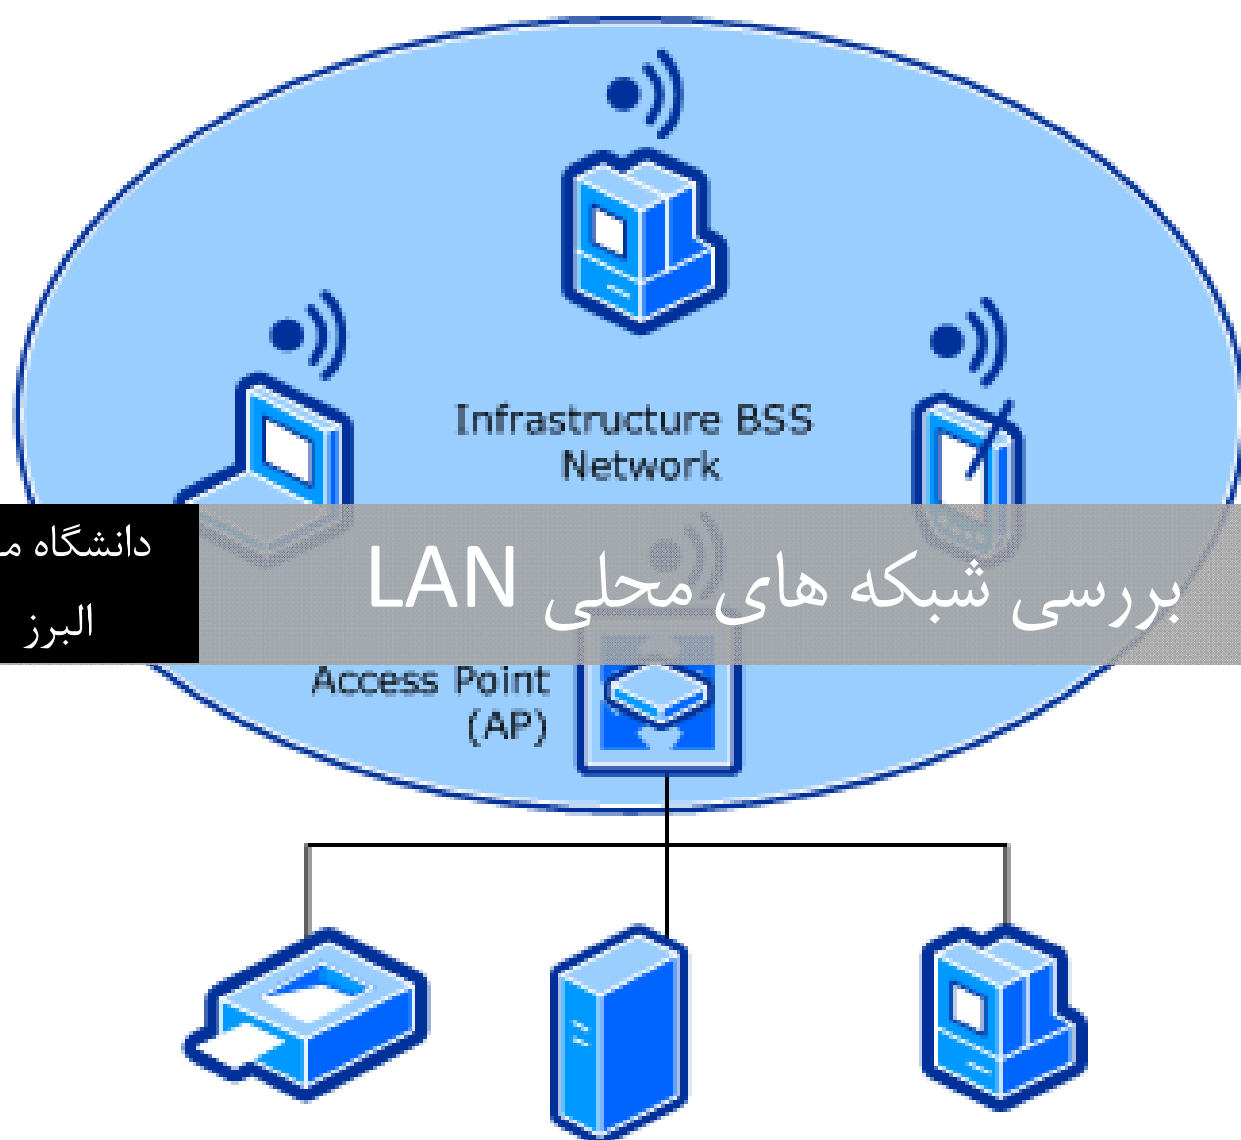 Infrastructure BSS
Network
بررسی شبکه های محلی LAN
دانشگاه
البرز
Access Point
(AP)